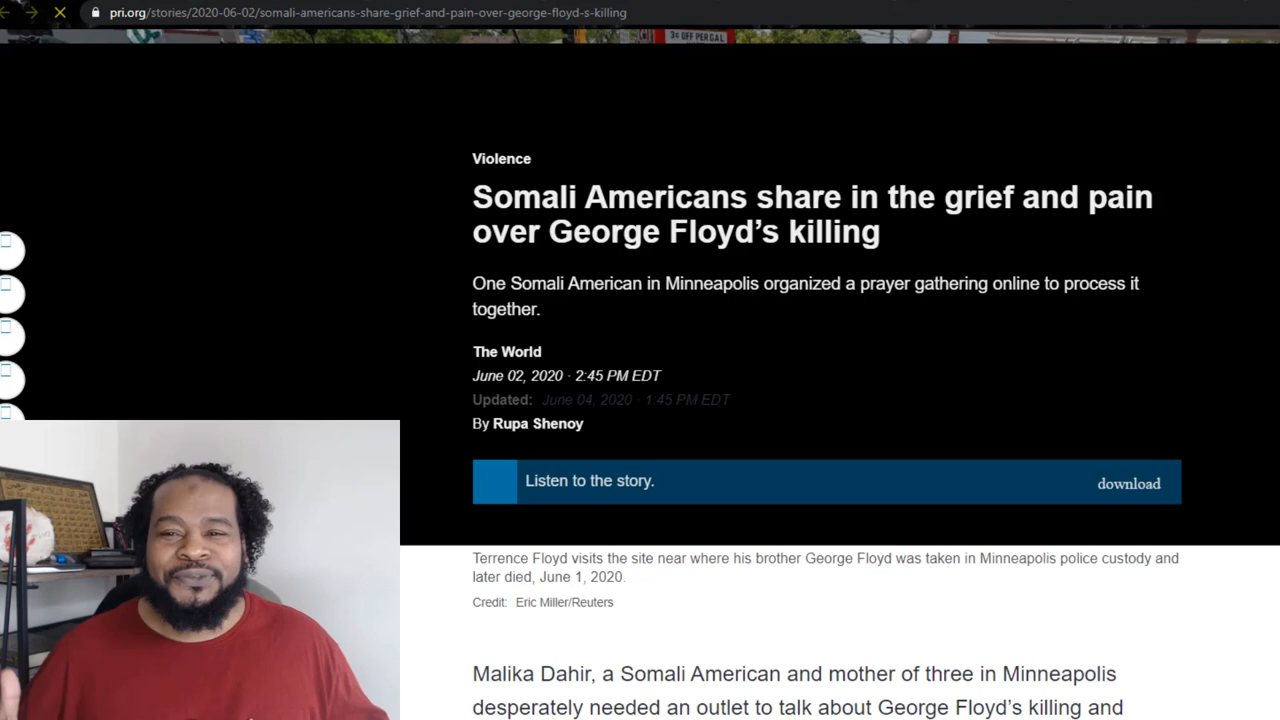 pri.org/stories/2020-06-02/somali-americans-share-grief-and-pain-over-george-floyd-s-killing
3¢ OFF PER GAL
Violence
Somali Americans share in the grief and pain
over George Floyd’s killing
One Somali American in Minneapolis organized a prayer gathering online to process it
together.
The World
June 02, 2020 · 2:45 PM EDT
Updated: June 04, 2020 · 1:45 PM EDT
By Rupa Shenoy
Listen to the story.
download
Terrence Floyd visits the site near where his brother George Floyd was taken in Minneapolis police custody and
later died, June 1, 2020.
Credit: Eric Miller/Reuters
Malika Dahir, a Somali American and mother of three in Minneapolis
desperately needed an outlet to talk about George Floyd’s killing and